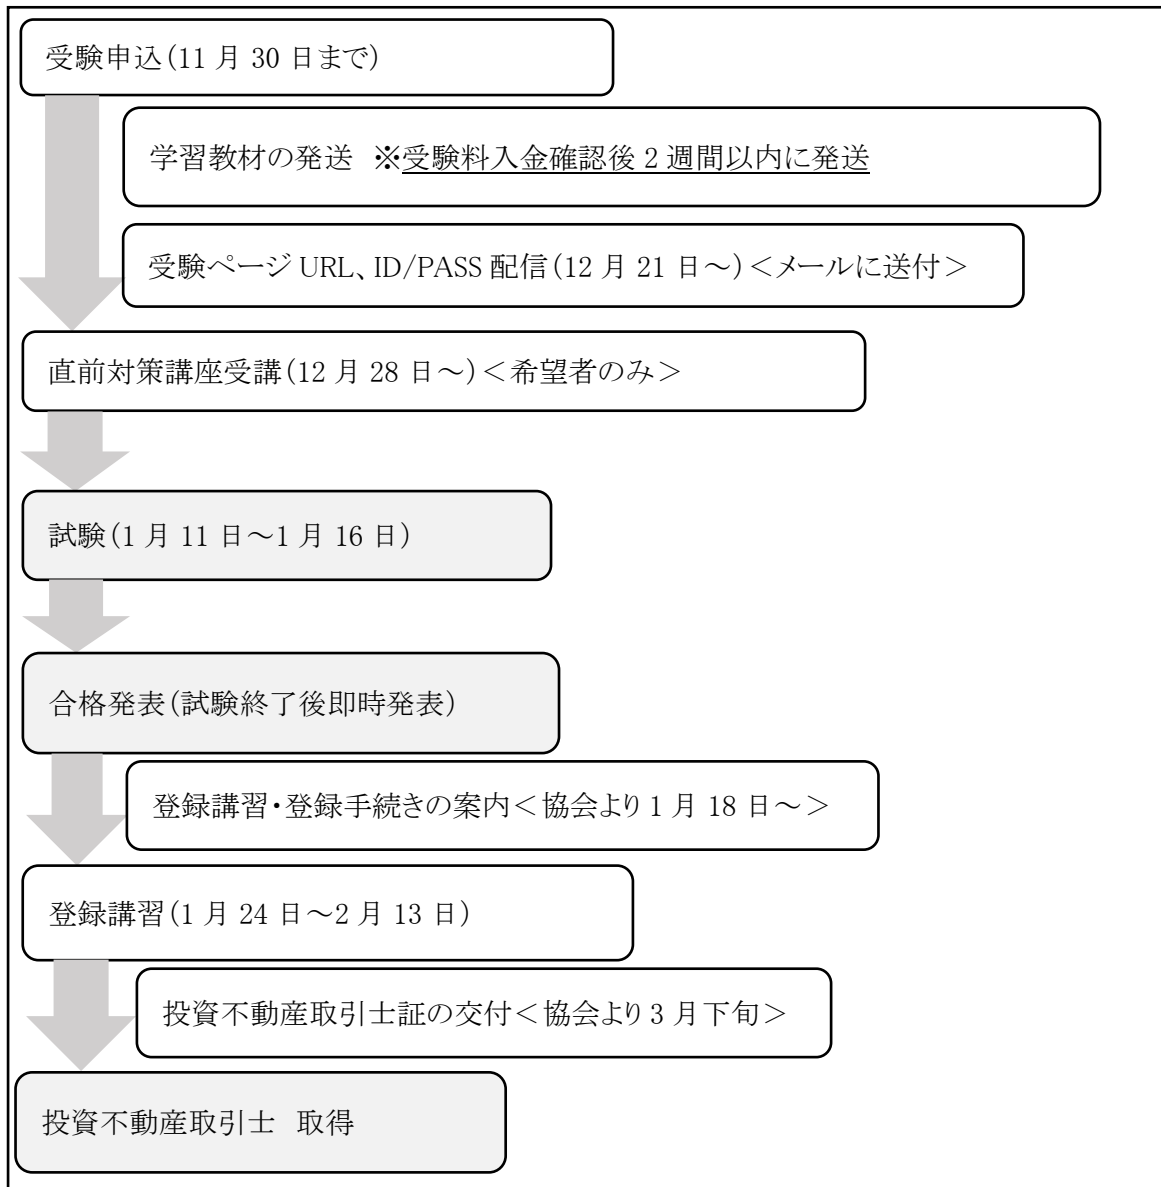 受験申込(11 月 30 日まで)
学習教材の発送　※受験料入金確認後 2 週間以内に発送
受験ページ URL、ID/PASS 配信(12 月 21 日～)＜メールに送付＞
直前対策講座受講(12 月 28 日～)＜希望者のみ＞
試験(1 月 11 日～1 月 16 日)
合格発表(試験終了後即時発表)
登録講習・登録手続きの案内＜協会より 1 月 18 日～＞
登録講習(1 月 24 日～2 月 13 日)
投資不動産取引士証の交付＜協会より 3 月下旬＞
投資不動産取引士　取得